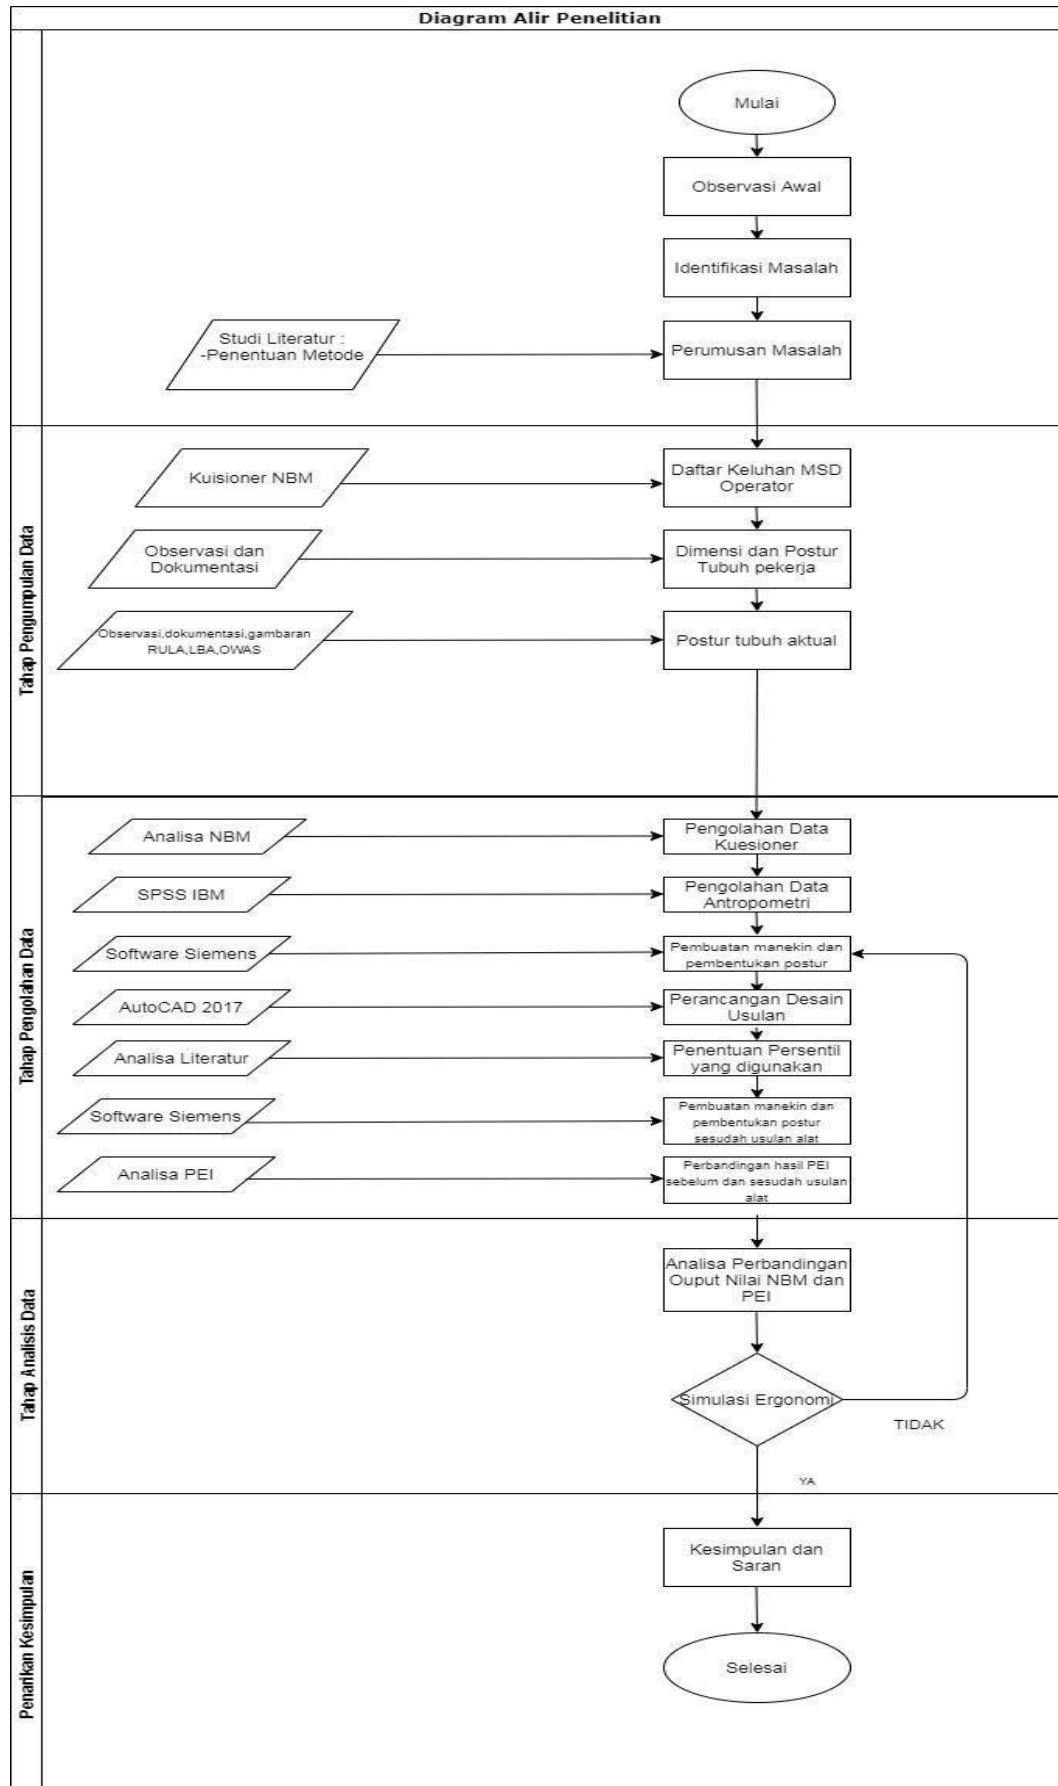 Diagram Alir Penelitian
Mulai
Observasi Awal
Identifikasi Masalah
Studi Literatur :
-Penentuan Metode
Perumusan Masalah
Tahap Pengumpulan Data
Kuisioner NBM
Daftar Keluhan MSD
Operator
Observasi dan
Dokumentasi
Dimensi dan Postur
Tubuh pekerja
Observasi,dokumentasi,gambaran
RULA,LBA,OWAS
Postur tubuh aktual
Tahap Pengolahan Data
Analisa NBM
Pengolahan Data
Kuesioner
SPSS IBM
Pengolahan Data
Antropometri
Software Siemens
Pembuatan manekin dan
pembentukan postur
AutoCAD 2017
Perancangan Desain
Usulan
Analisa Literatur
Penentuan Persentil
yang digunakan
Software Siemens
Pembuatan manekin dan
pembentukan postur
sesudah usulan alat
Analisa PEI
Perbandingan hasil PEI
sebelum dan sesudah usulan
alat
Tahap Analisis Data
Analisa Perbandingan
Ouput Nilai NBM dan
PEI
Simulasi Ergonomi
TIDAK
YA
Penarikan Kesimpulan
Kesimpulan dan
Saran
Selesai